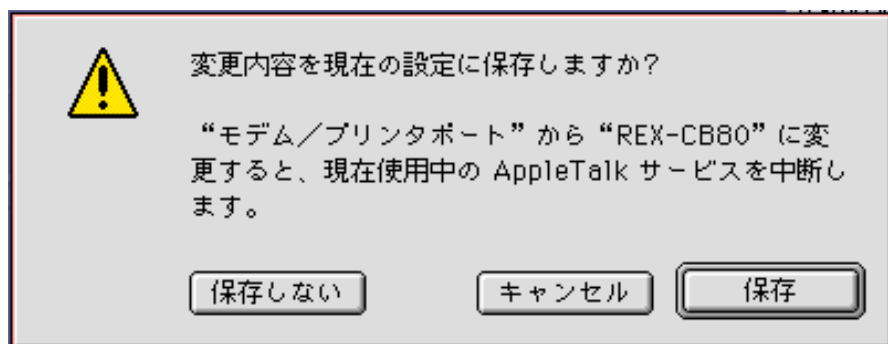 変更内容を現在の設定に保存しますか?
“モデム／プリンタポート”から“REX-CB80”に変
更すると、現在使用中の AppleTalk サービスを中断し
ます。
保存しない キャンセル 保存